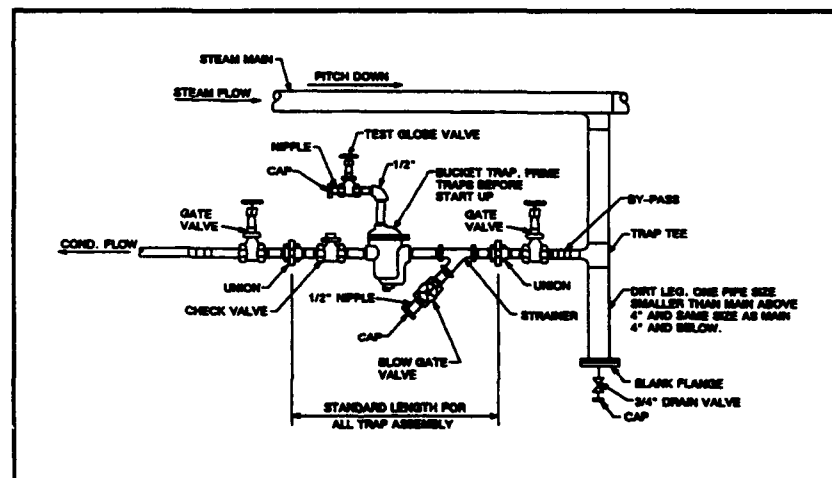 STEAM MAIN
PITCH DOWN
STEAM FLOW
TEST GLOBE VALVE
NIPPLE
CAP
1/2"
BUCKET TRAP. PRIME
TRAPS BEFORE
START UP
GATE
VALVE
GATE
VALVE
BY-PASS
COND. FLOW
TRAP TEE
UNION
CHECK VALVE
1/2" NIPPLE
CAP
BLOW GATE
VALVE
UNION
STRAINER
DIRT LEG. ONE PIPE SIZE
SMALLER THAN MAIN ABOVE
4" AND SAME SIZE AS MAIN
4" AND BELOW.
BLANK FLANGE
3/4" DRAIN VALVE
CAP
STANDARD LENGTH FOR
ALL TRAP ASSEMBLY